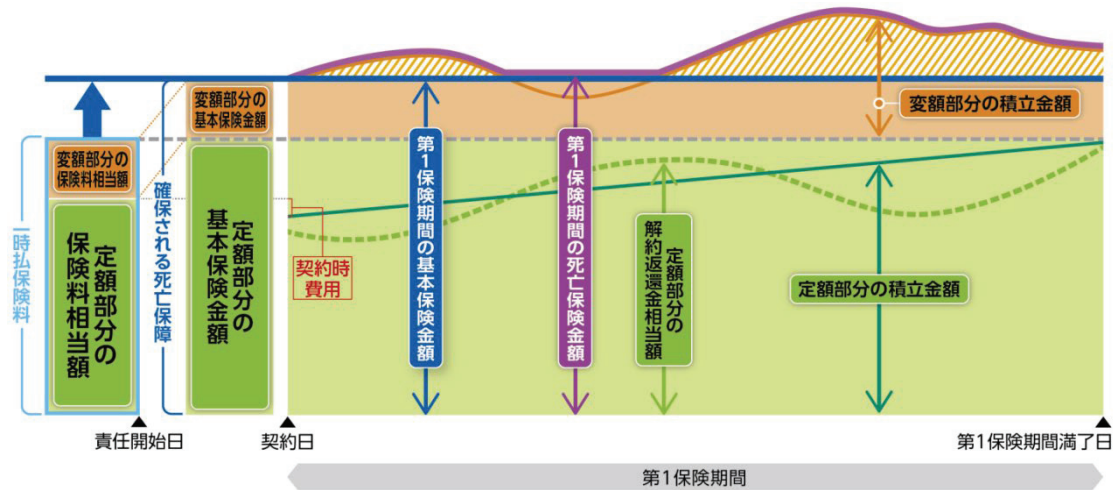 一時払保険料
変額部分の
保険料相当額
定額部分の
保険料相当額
確保される死亡保障
変額部分の
基本保険金額
定額部分の
基本保険金額
契約時
費用
第1保険期間の基本保険金額
第1保険期間の死亡保険金額
定額部分の
解約返還金相当額
変額部分の積立金額
定額部分の積立金額
責任開始日
契約日
第1保険期間満了日
第1保険期間